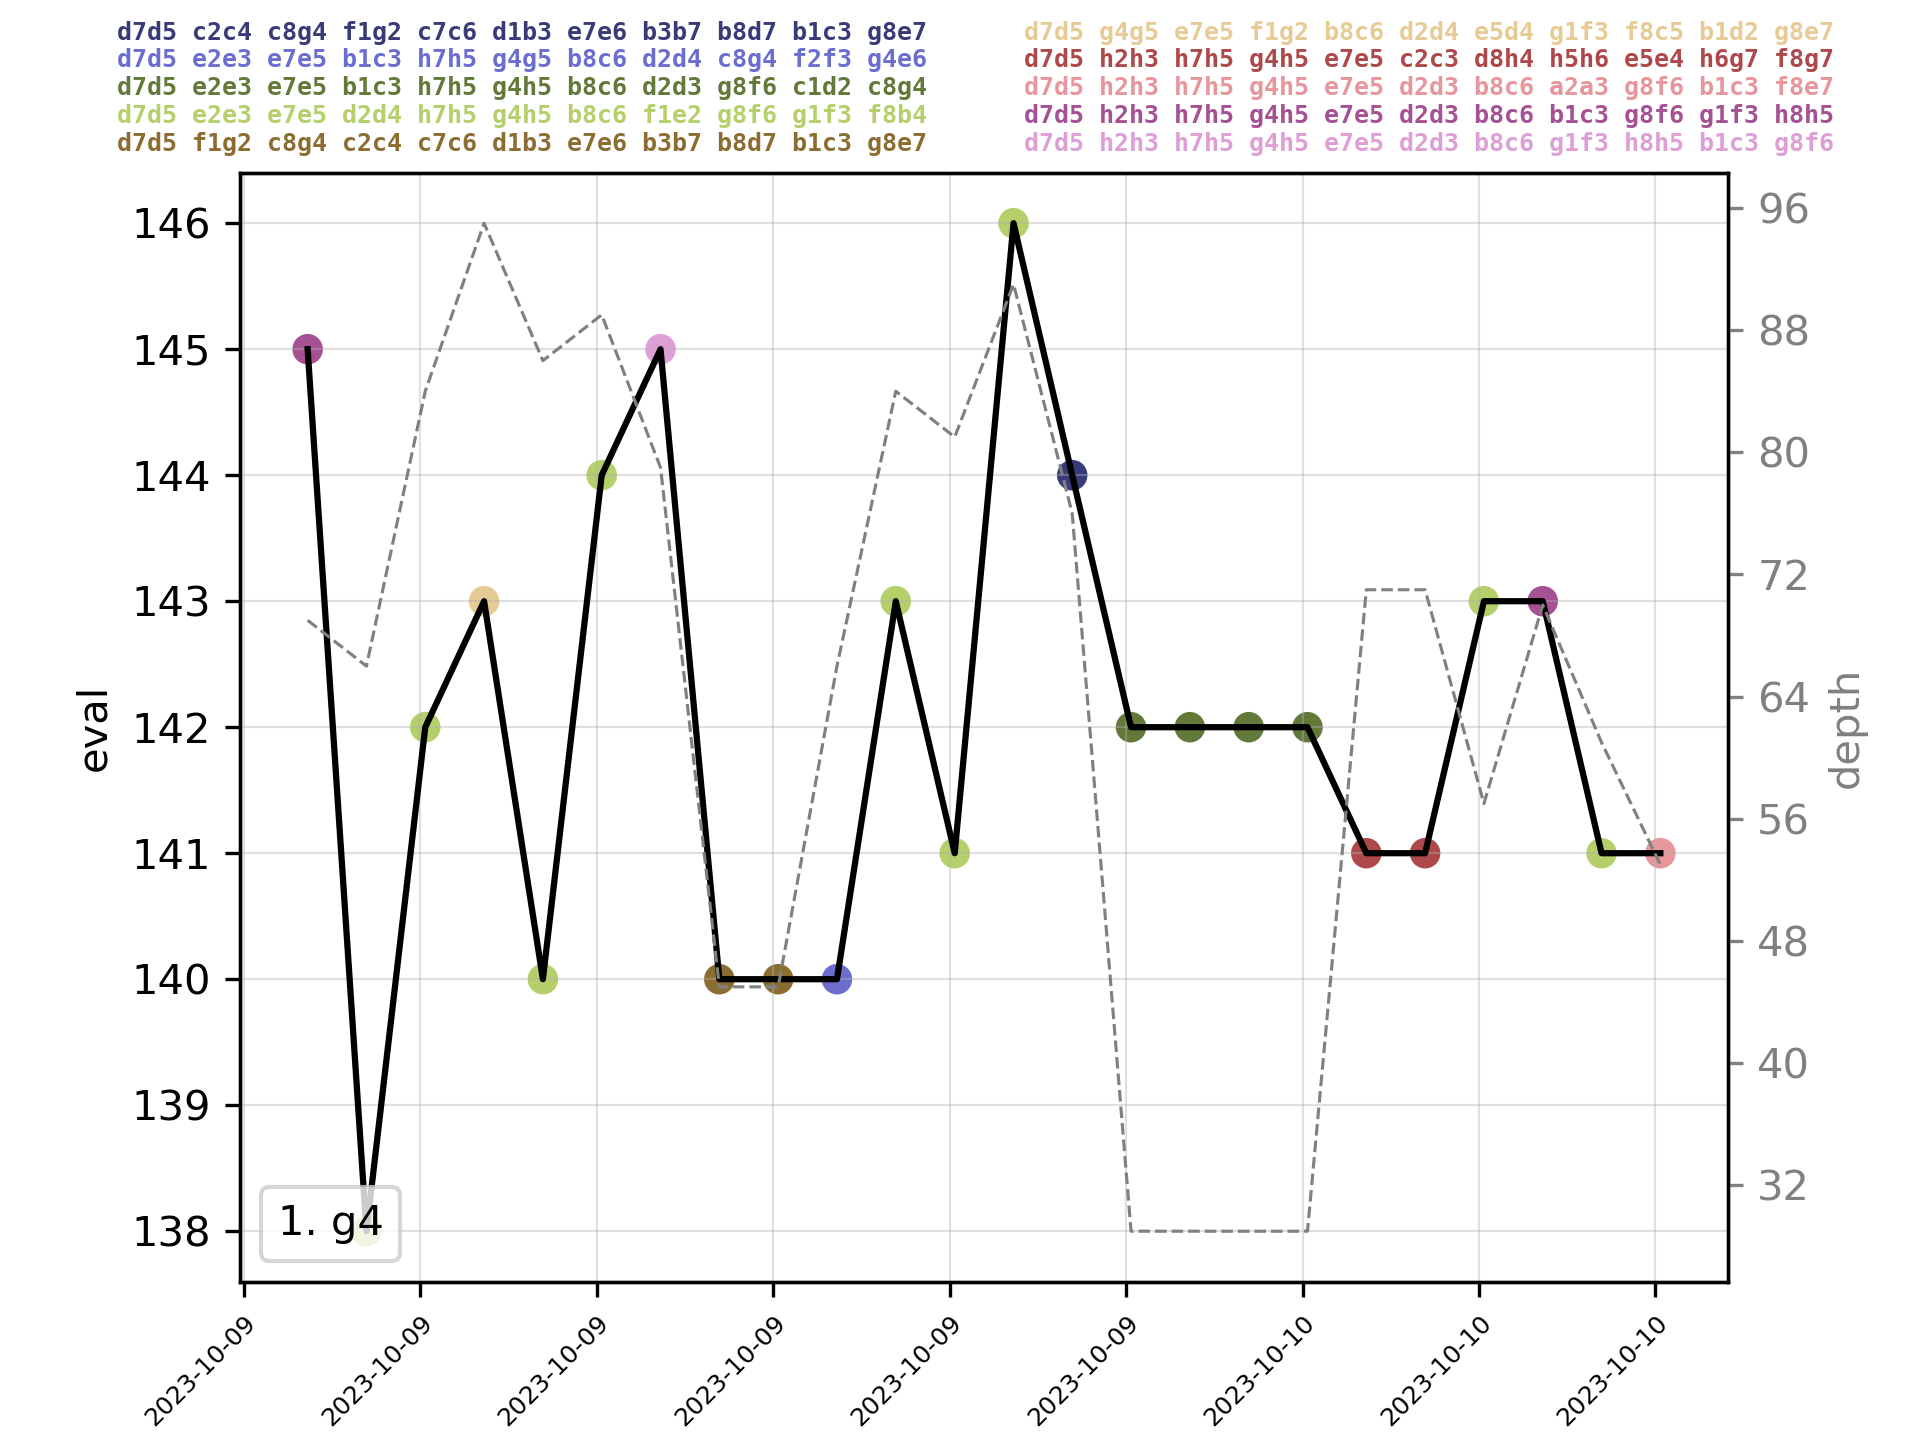 d7d5 c2c4 c8g4 f1g2 c7c6 d1b3 e7e6 b3b7 b8d7 b1c3 g8e7
d7d5 e2e3 e7e5 b1c3 h7h5 g4g5 b8c6 d2d4 c8g4 f2f3 g4e6
d7d5 e2e3 e7e5 b1c3 h7h5 g4h5 b8c6 d2d3 g8f6 c1d2 c8g4
d7d5 e2e3 e7e5 d2d4 h7h5 g4h5 b8c6 f1e2 g8f6 g1f3 f8b4
d7d5 f1g2 c8g4 c2c4 c7c6 d1b3 e7e6 b3b7 b8d7 b1c3 g8e7
d7d5 g4g5 e7e5 f1g2 b8c6 d2d4 e5d4 g1f3 f8c5 b1d2 g8e7
d7d5 h2h3 h7h5 g4h5 e7e5 c2c3 d8h4 h5h6 e5e4 h6g7 f8g7
d7d5 h2h3 h7h5 g4h5 e7e5 d2d3 b8c6 a2a3 g8f6 b1c3 f8e7
d7d5 h2h3 h7h5 g4h5 e7e5 d2d3 b8c6 b1c3 g8f6 g1f3 h8h5
d7d5 h2h3 h7h5 g4h5 e7e5 d2d3 b8c6 g1f3 h8h5 b1c3 g8f6
146
145
144
143
142
141
140
139
138
eval
96
88
80
72
64
56
48
40
32
depth
1. g4
2023-10-09
2023-10-09
2023-10-09
2023-10-09
2023-10-09
2023-10-09
2023-10-10
2023-10-10
2023-10-10